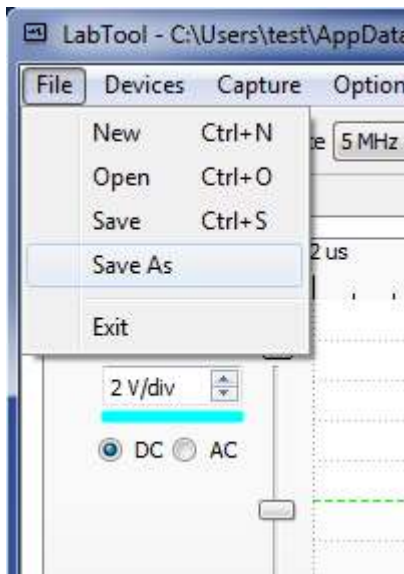 LabTool - C:\Users\test\AppData
File Devices Capture Option
New Ctrl+N
5 MHz
Open Ctrl+O
Save Ctrl+S
Save As
2 us
Exit
2 V/div
DC AC